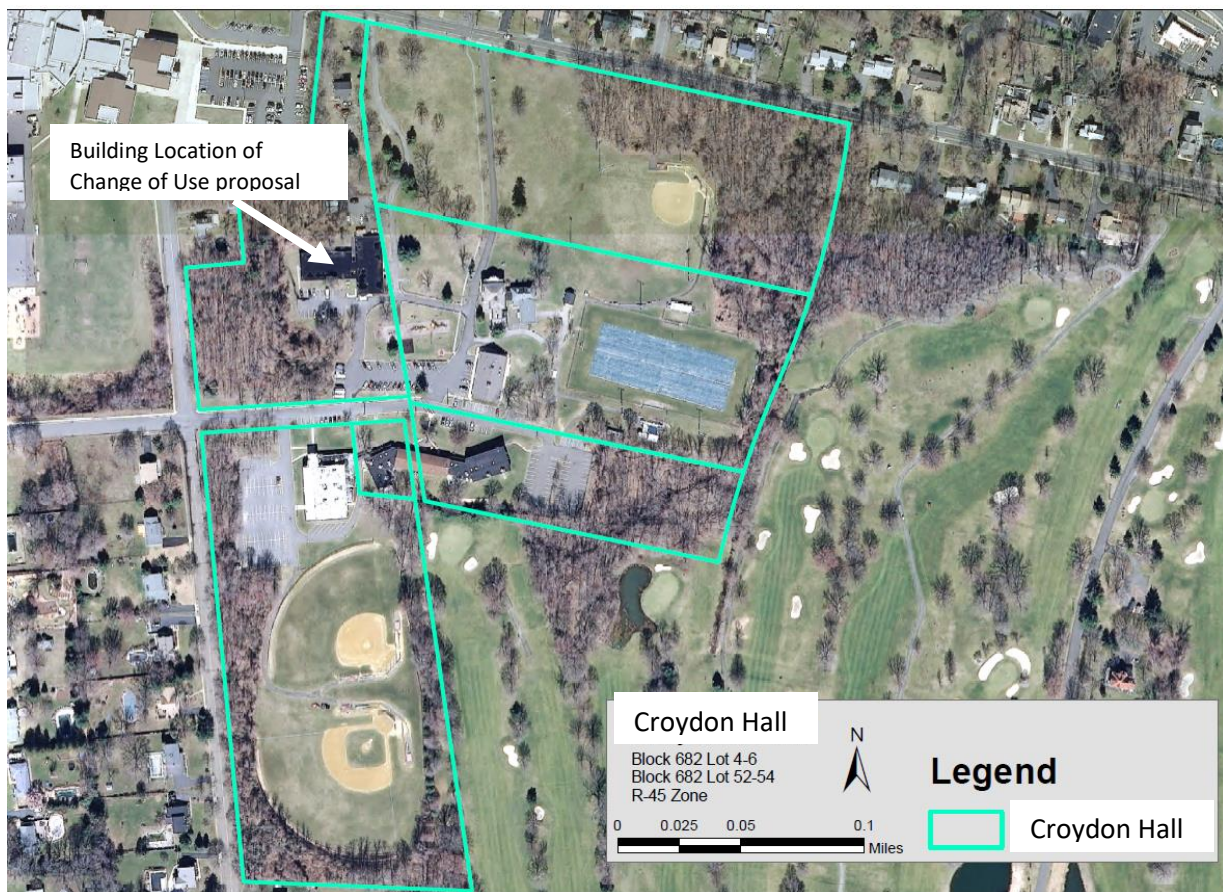 Building Location of
Change of Use proposal
Croydon Hall
Block 682 Lot 4-6
Block 682 Lot 52-54
R-45 Zone
N
0 0.025 0.05 0.1
Miles
Legend
Croydon Hall